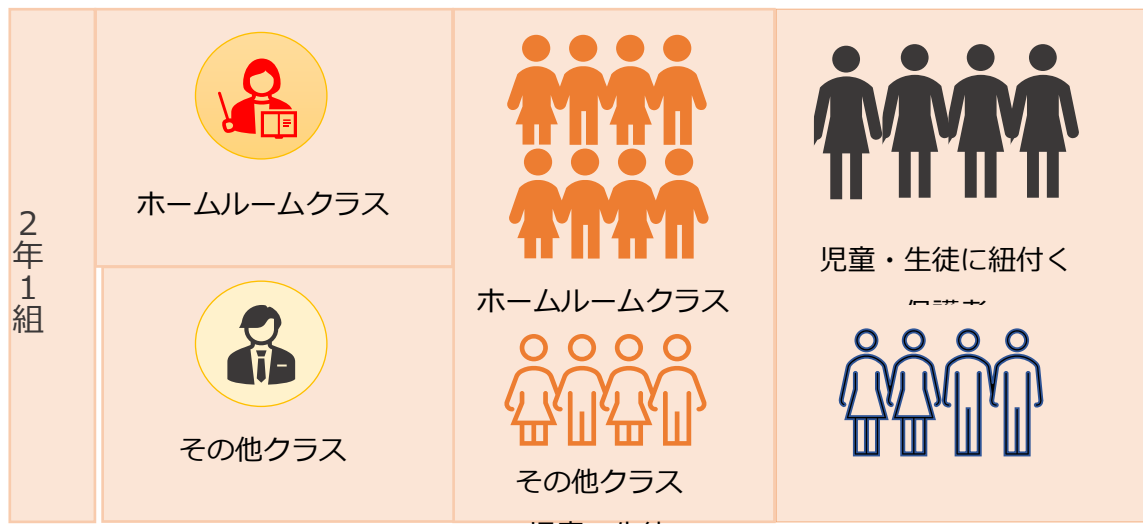 2年1組
ホームルームクラス
その他クラス
ホームルームクラス
その他クラス
児童・生徒に紐付く